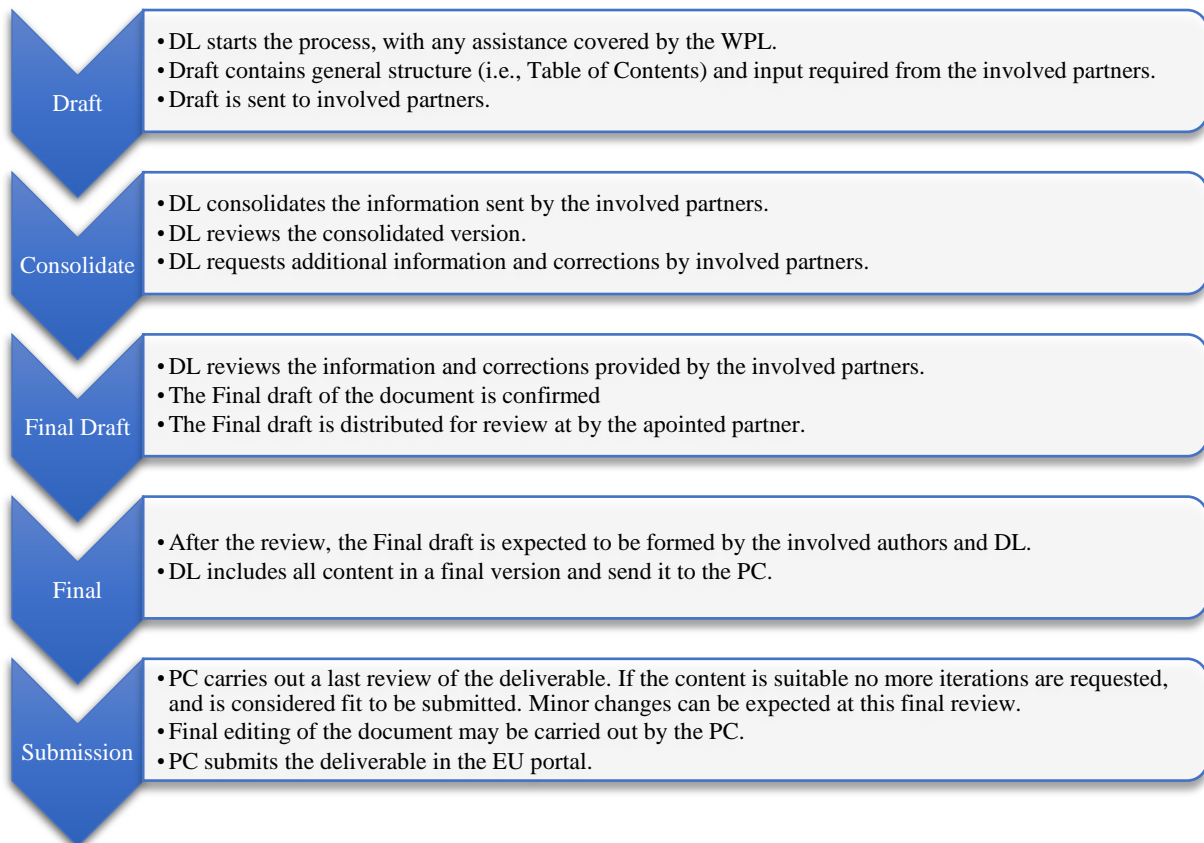 Draft
• DL starts the process, with any assistance covered by the WPL.
• Draft contains general structure (i.e., Table of Contents) and input required from the involved partners.
• Draft is sent to involved partners.
Consolidate
• DL consolidates the information sent by the involved partners.
• DL reviews the consolidated version.
• DL requests additional information and corrections by involved partners.
Final Draft
• DL reviews the information and corrections provided by the involved partners.
• The Final draft of the document is confirmed
• The Final draft is distributed for review at by the apointed partner.
Final
• After the review, the Final draft is expected to be formed by the involved authors and DL.
• DL includes all content in a final version and send it to the PC.
Submission
• PC carries out a last review of the deliverable. If the content is suitable no more iterations are requested,
and is considered fit to be submitted. Minor changes can be expected at this final review.
• Final editing of the document may be carried out by the PC.
• PC submits the deliverable in the EU portal.